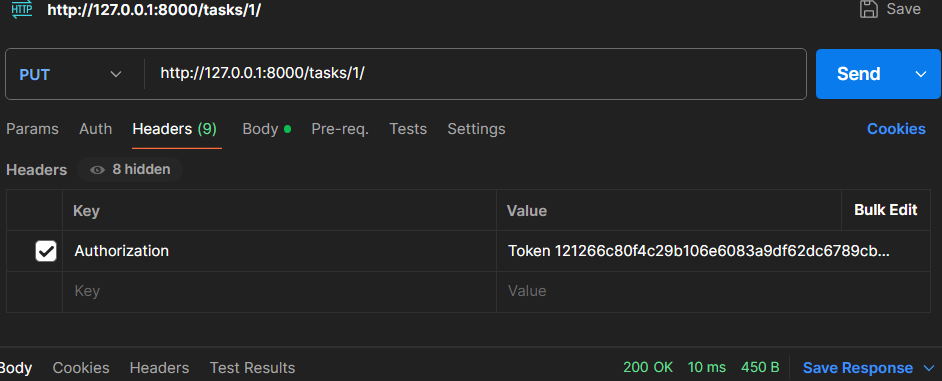 HTTP http://127.0.0.1:8000/tasks/1/ Save
PUT http://127.0.0.1:8000/tasks/1/ Send
Params Auth Headers (9) Body Pre-req. Tests Settings Cookies
Headers 8 hidden
Key Value Bulk Edit
Authorization Token 121266c80f4c29b106e6083a9df62dc6789cb...
Key Value
Body Cookies Headers Test Results 200 OK 10 ms 450 B Save Response